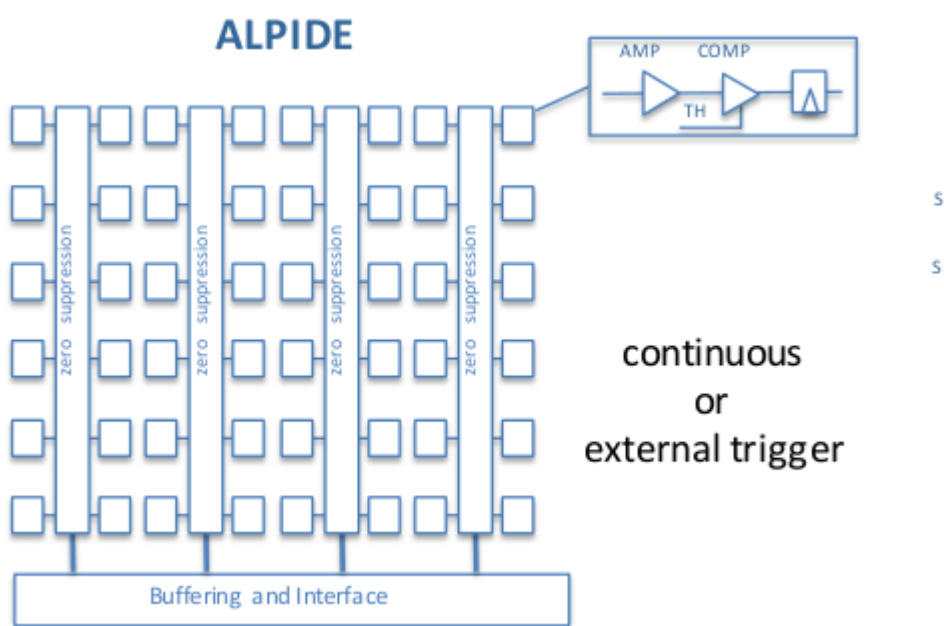 ALPIDE
AMP COMP
TH
zero suppression
zero suppression
zero suppression
zero suppression
s
s
continuous
or
external trigger
Buffering and Interface